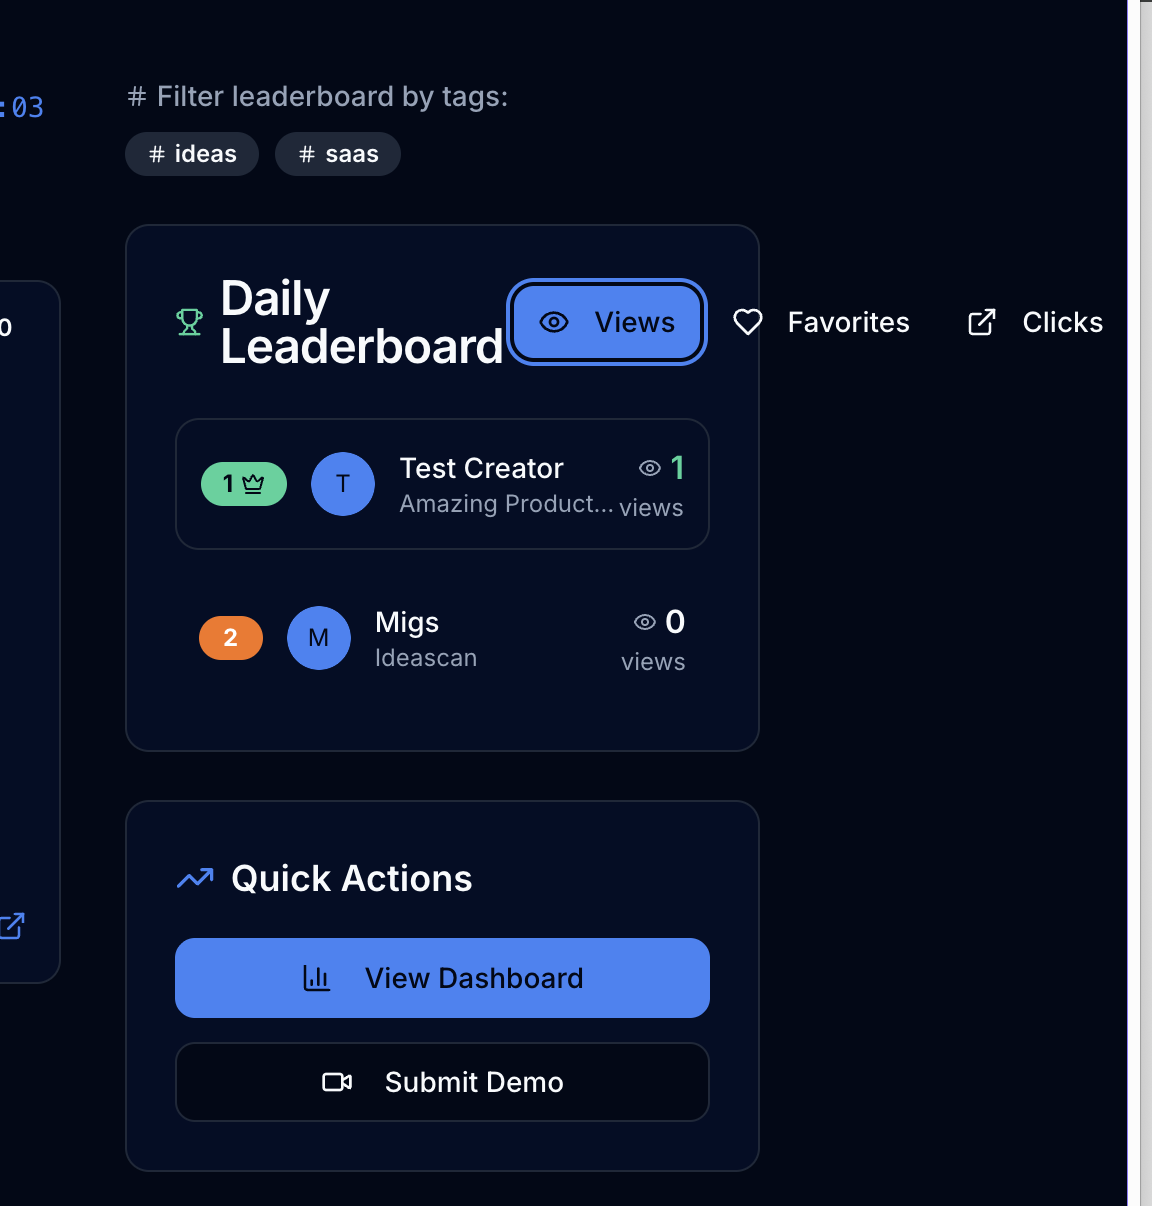 :03
# Filter leaderboard by tags:
# ideas
# saas
0
Daily
Leaderboard
Views
Favorites
Clicks
1
T
Test Creator
Amazing Product...
1
views
2
M
Migs
Ideascan
0
views
Quick Actions
View Dashboard
Submit Demo